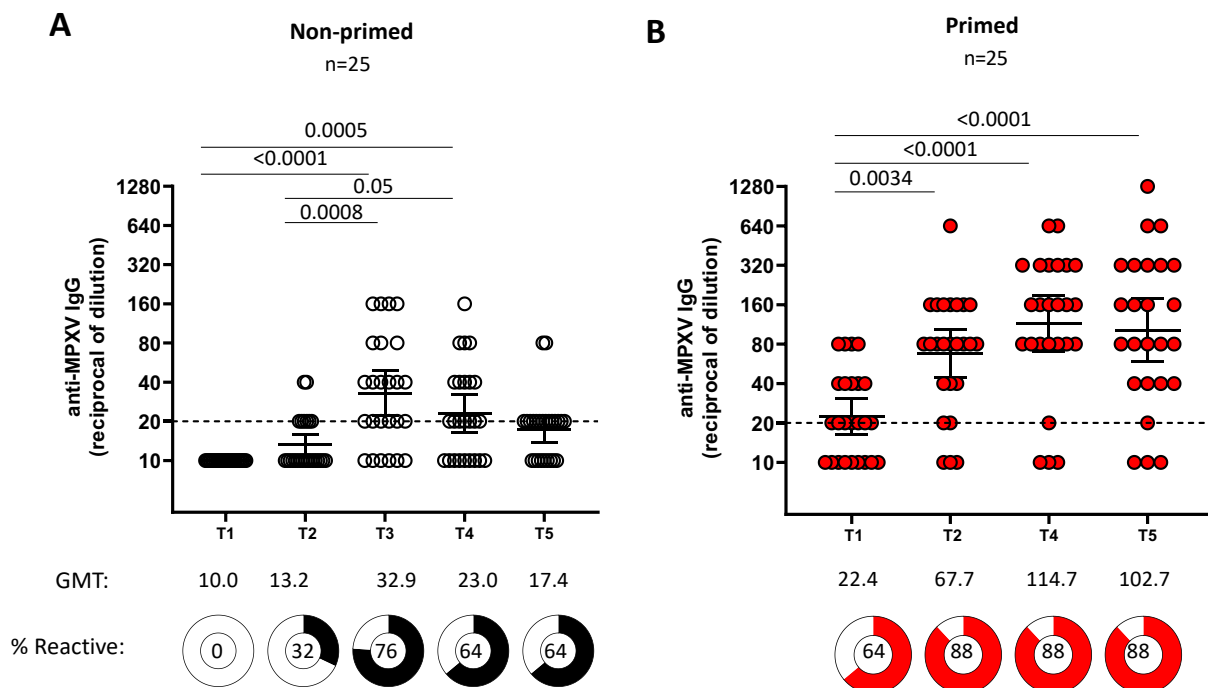 A
Non-primed
n=25
0.0005
<0.0001
0.05
0.0008
anti-MPXV IgG
(reciprocal of dilution)
1280
640
320
160
80
40
20
10
T1 T2 T3 T4 T5
B
Primed
n=25
<0.0001
<0.0001
0.0034
anti-MPXV IgG
(reciprocal of dilution)
1280
640
320
160
80
40
20
10
T1 T2 T4 T5
GMT: 10.0 13.2 32.9 23.0 17.4 22.4 67.7 114.7 102.7
% Reactive: 0 32 76 64 64 64 88 88 88